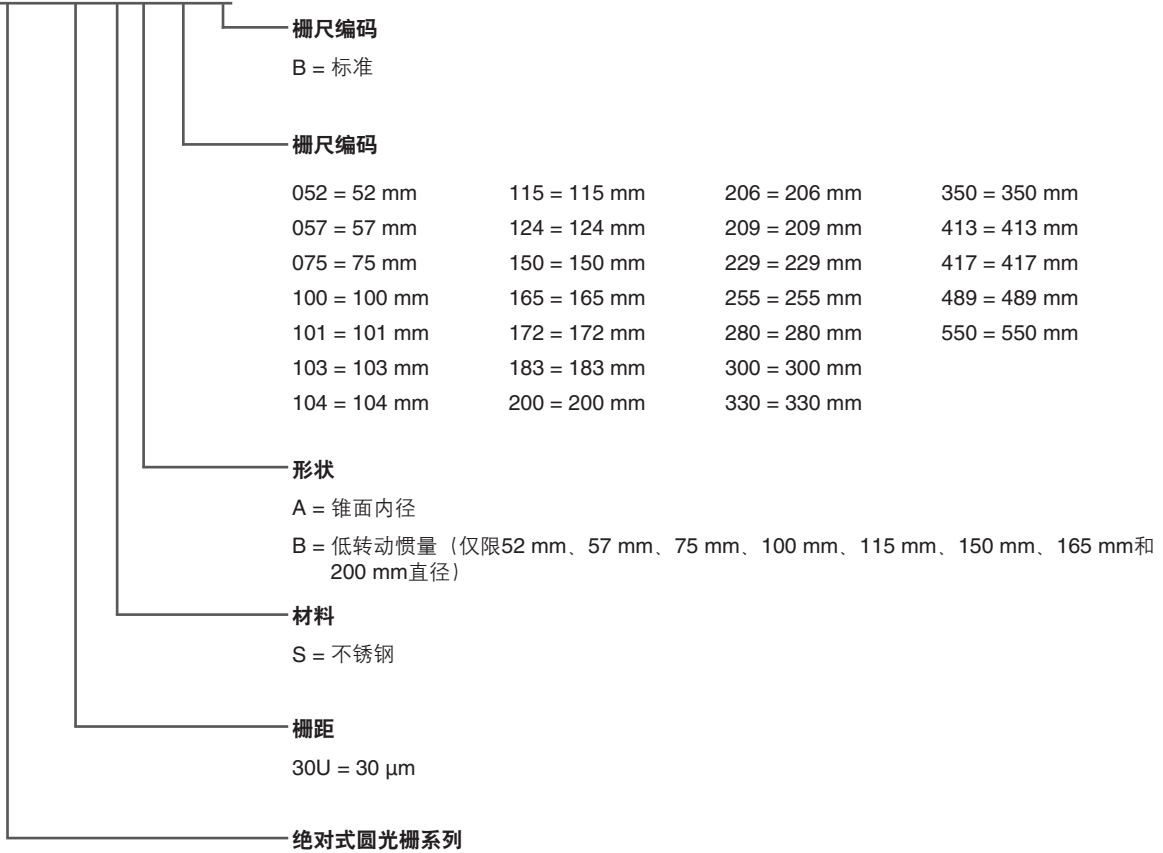 栅尺编码
B = 标准
栅尺编码
052 = 52 mm 115 = 115 mm 206 = 206 mm 350 = 350 mm
057 = 57 mm 124 = 124 mm 209 = 209 mm 413 = 413 mm
075 = 75 mm 150 = 150 mm 229 = 229 mm 417 = 417 mm
100 = 100 mm 165 = 165 mm 255 = 255 mm 489 = 489 mm
101 = 101 mm 172 = 172 mm 280 = 280 mm 550 = 550 mm
103 = 103 mm 183 = 183 mm 300 = 300 mm
104 = 104 mm 200 = 200 mm 330 = 330 mm
形状
A = 锥面内径
B = 低转动惯量（仅限52 mm、57 mm、75 mm、100 mm、115 mm、150 mm、165 mm和
200 mm直径）
材料
S = 不锈钢
栅距
30U = 30 µm
绝对式圆光栅系列